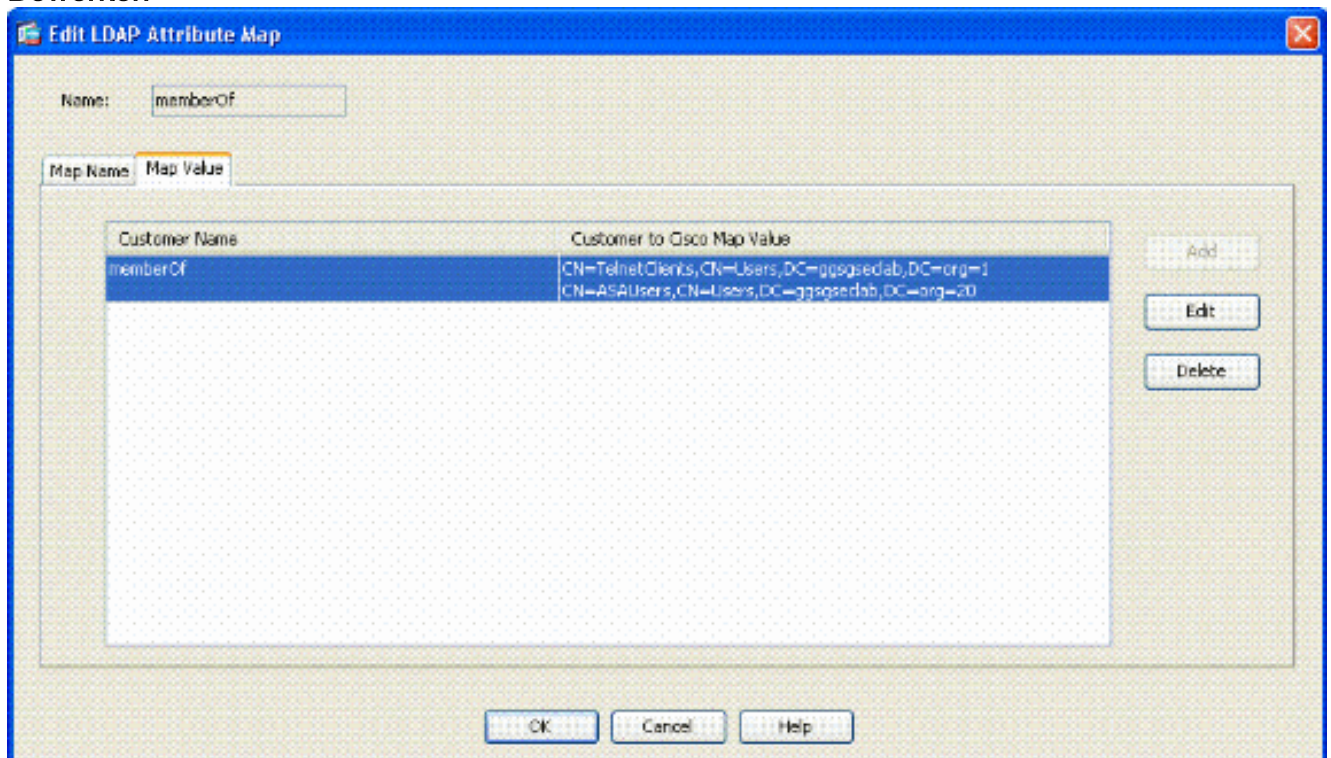 Edit LDAP Attribute Map
Name: memberOf
Map Name Map Value
Customer Name Customer to Cisco Map Value
memberOf CN=TelnetClients,CN=Users,DC=ggsgseclab,DC=org=1
CN=ASAUsers,CN=Users,DC=ggsgseclab,DC=org=20
Add
Edit
Delete
OK Cancel Help